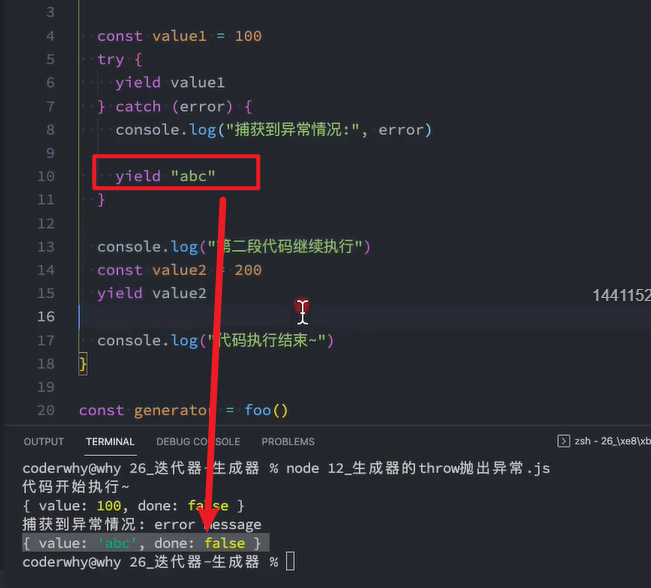 3
4 const value1 = 100
5 try {
6 yield value1
7 } catch (error) {
8 console.log("捕获到异常情况:", error)
9
10 yield "abc"
11 }
12
13 console.log("第二段代码继续执行")
14 const value2 = 200
15 yield value2
1441152
16
17 console.log("代码执行结束~")
18 }
19
20 const generator = foo()
OUTPUT TERMINAL DEBUG CONSOLE PROBLEMS zsh - 26_\xe8\xb
coderwhy@why 26_迭代器-生成器 % node 12_生成器的throw抛出异常.js
代码开始执行~
{ value: 100, done: false }
捕获到异常情况: error message
{ value: 'abc', done: false }
coderwhy@why 26_迭代器-生成器 %